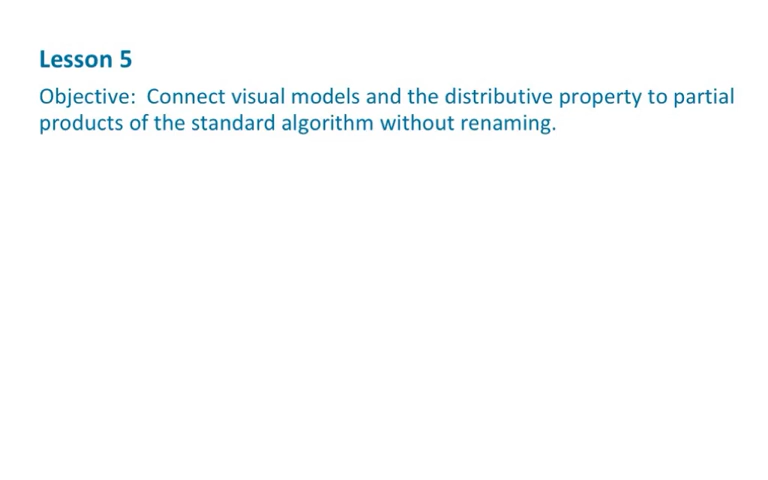 Lesson 5
Objective:  Connect visual models and the distributive property to partial
products of the standard algorithm without renaming.